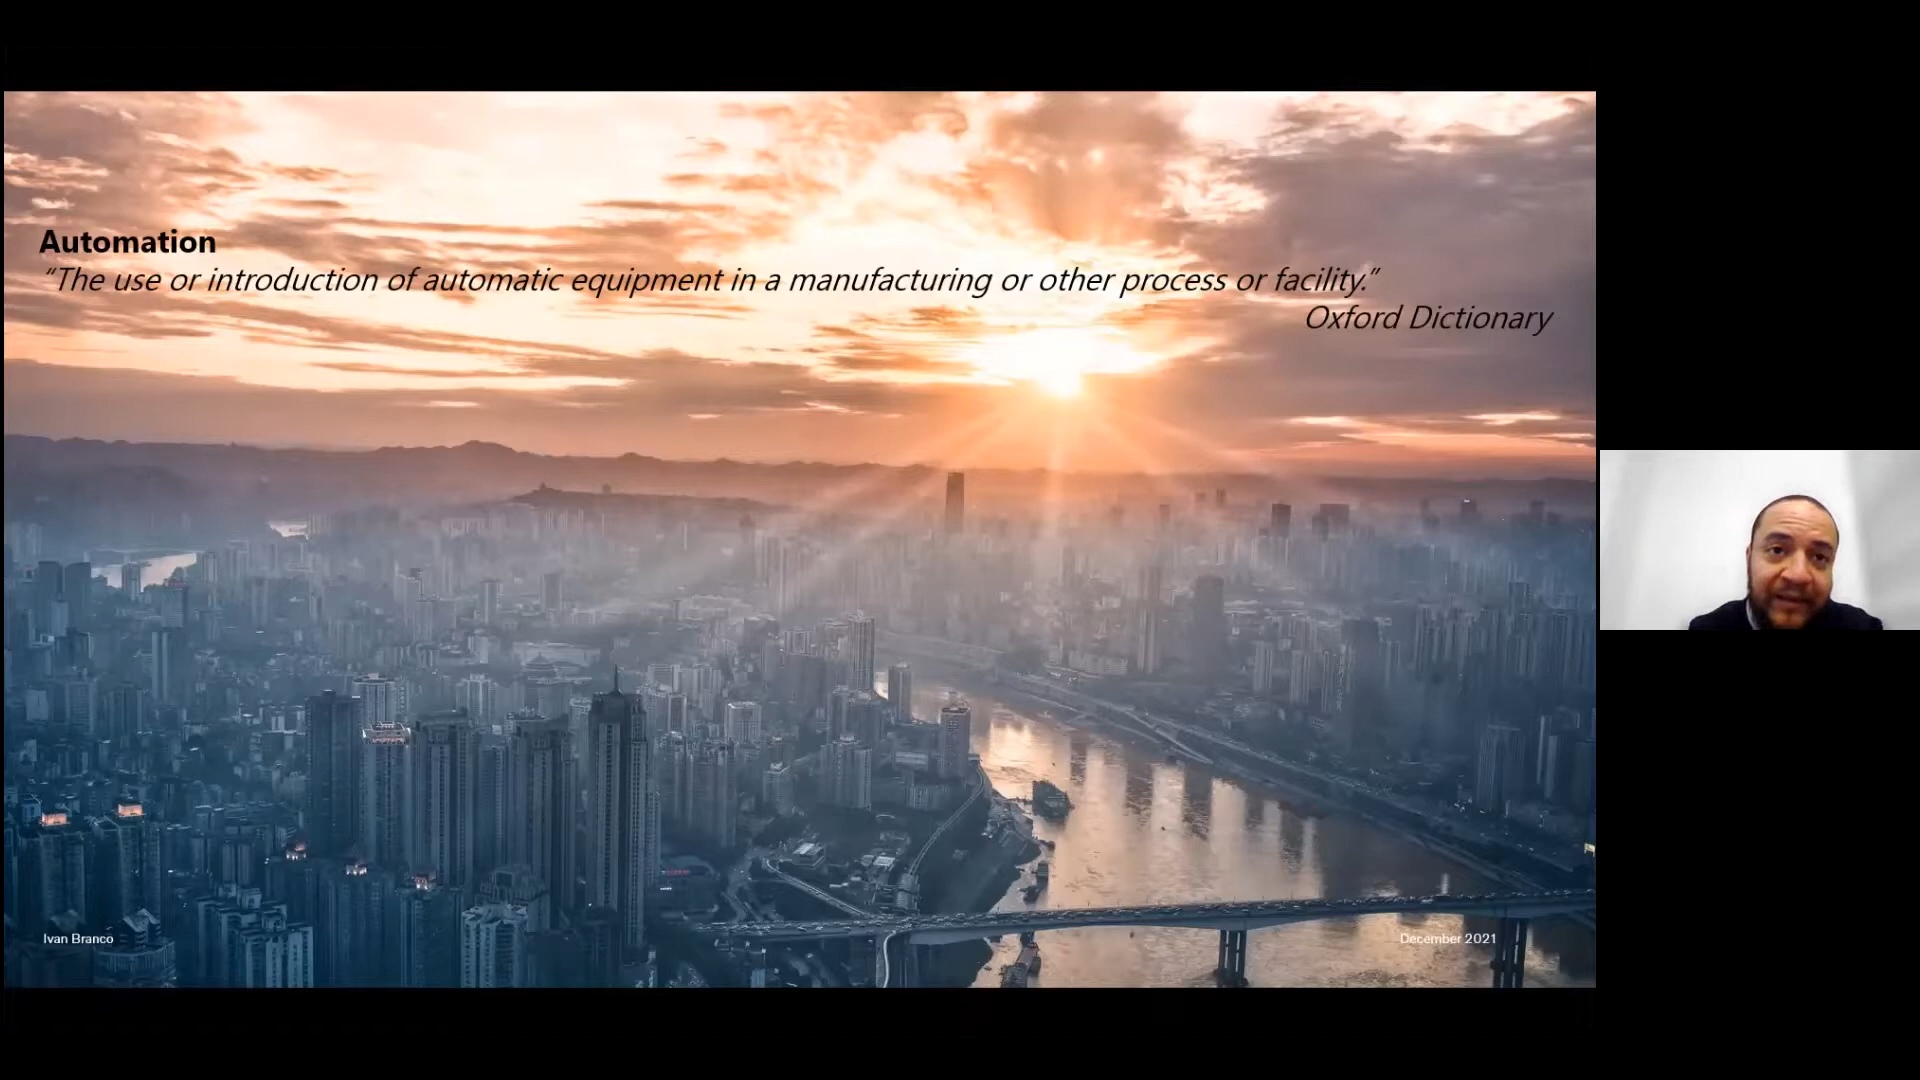 Automation
“The use or introduction of automatic equipment in a manufacturing or other process or facility.”
Oxford Dictionary
Ivan Branco
December 2021